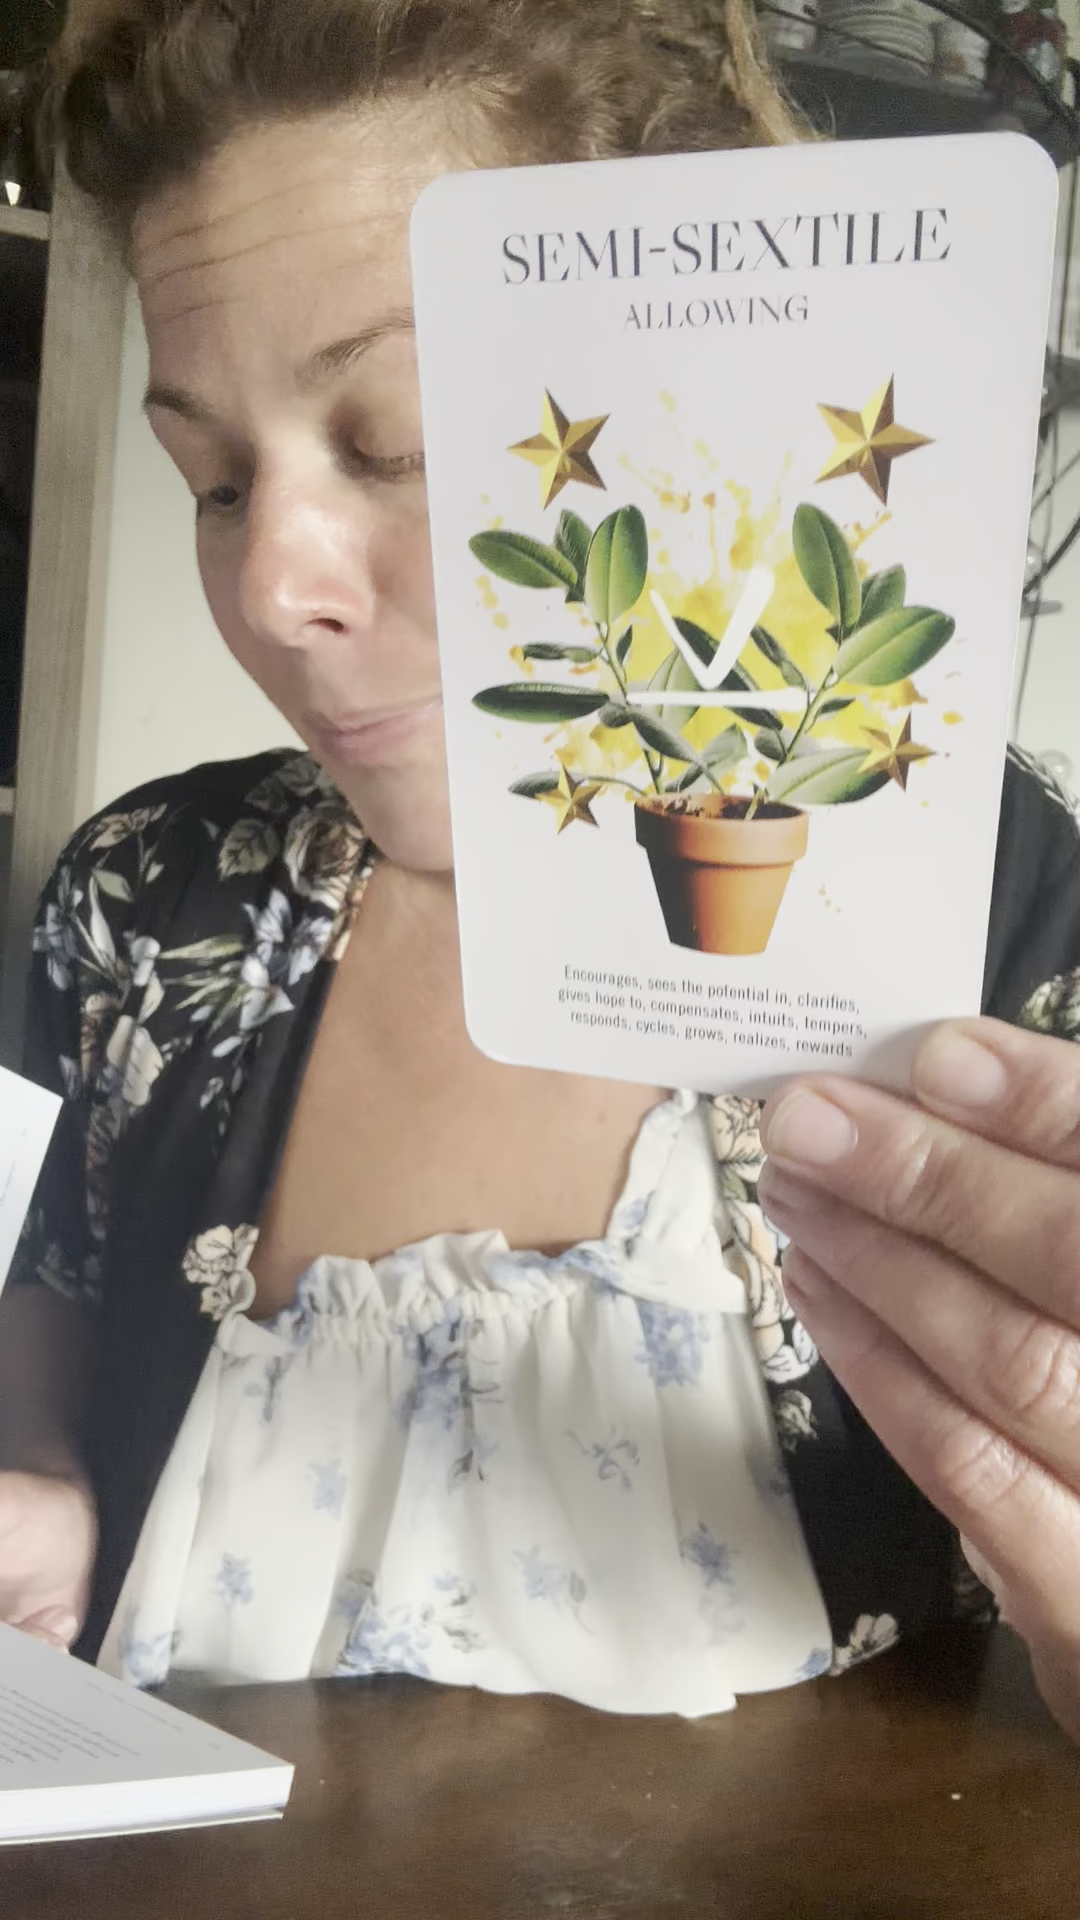 SEMI-SEXTILE
ALLOWING
Encourages, sees the potential in, clarifies,
gives hope to, compensates, intuits, tempers,
responds, cycles, grows, realizes, rewards